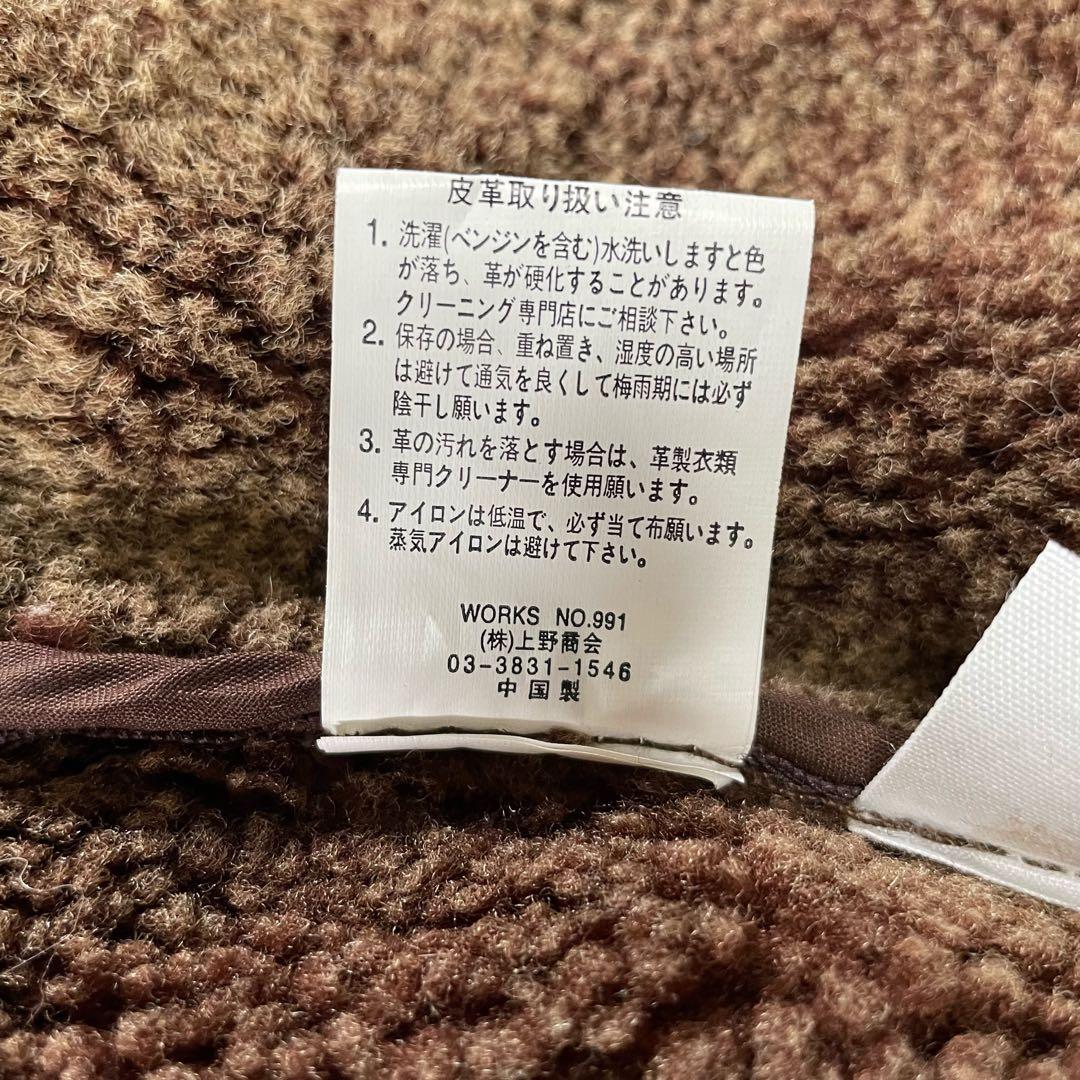 皮革取り扱い注意
1. 洗濯(ベンジンを含む)水洗いしますと色
が落ち、革が硬化することがあります。
クリーニング専門店にご相談下さい。
2. 保存の場合、重ね置き、湿度の高い場所
は避けて通気を良くして梅雨期には必ず
陰干し願います。
3. 革の汚れを落とす場合は、革製衣類
専門クリーナーを使用願います。
4. アイロンは低温で、必ず当て布願います。
蒸気アイロンは避けて下さい。
WORKS NO.991
(株)上野商会
03-3831-1546
中国製